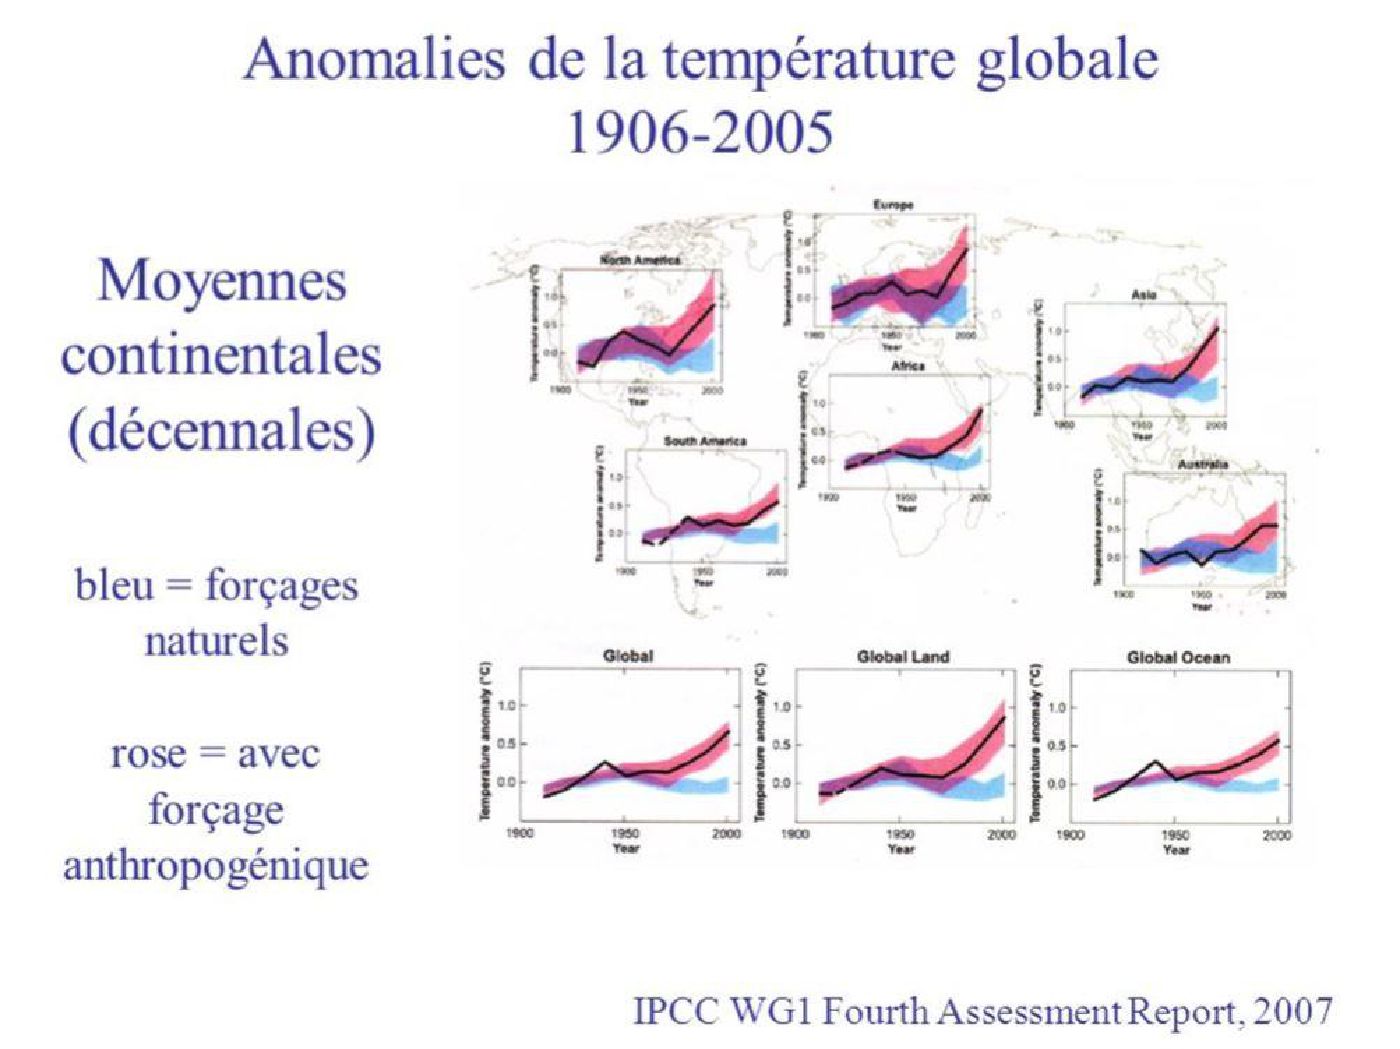 Anomalies de la température globale
1906-2005
Moyennes
continentales
(décennales)
bleu = forçages
naturels
rose = avec
forçage
anthropogénique
Europe
Temperature anomaly (°C)
1.0
0.5
0.0
1950
2000
Year
North America
Temperature anomaly (°C)
1.0
0.5
0.0
1900
1950
2000
Year
Asia
Temperature anomaly (°C)
1.0
0.5
0.0
1900
1950
2000
Year
Africa
Temperature anomaly (°C)
1.0
0.5
0.0
1900
1950
2000
Year
South America
Temperature anomaly (°C)
1.0
0.5
0.0
1900
1950
2000
Year
Australia
Temperature anomaly (°C)
1.0
0.5
0.0
1900
1950
2000
Year
Global
Temperature anomaly (°C)
1.0
0.5
0.0
1900
1950
2000
Year
Global Land
Temperature anomaly (°C)
1.0
0.5
0.0
1900
1950
2000
Year
Global Ocean
Temperature anomaly (°C)
1.0
0.5
0.0
1900
1950
2000
Year
IPCC WG1 Fourth Assessment Report, 2007